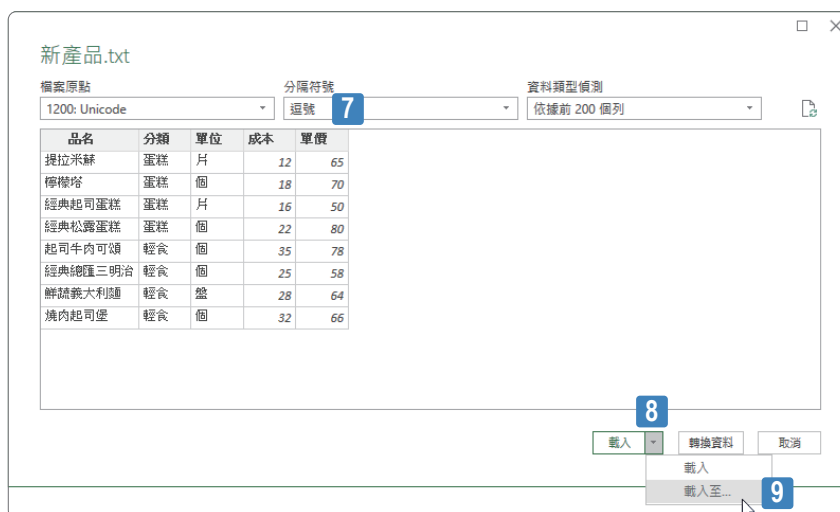 新產品.txt
檔案原點 分隔符號 資料類型偵測
1200: Unicode 逗號 7 依據前 200 個列
品名 分類 單位 成本 單價
提拉米蘇 蛋糕 片 12 65
檸檬塔 蛋糕 個 18 70
經典起司蛋糕 蛋糕 片 16 50
經典松露蛋糕 蛋糕 個 22 80
起司牛肉可頌 輕食 個 35 78
經典總匯三明治 輕食 個 25 58
鮮蔬義大利麵 輕食 盤 28 64
燒肉起司堡 輕食 個 32 66
8
載入 轉換資料 取消
載入
載入至... 9